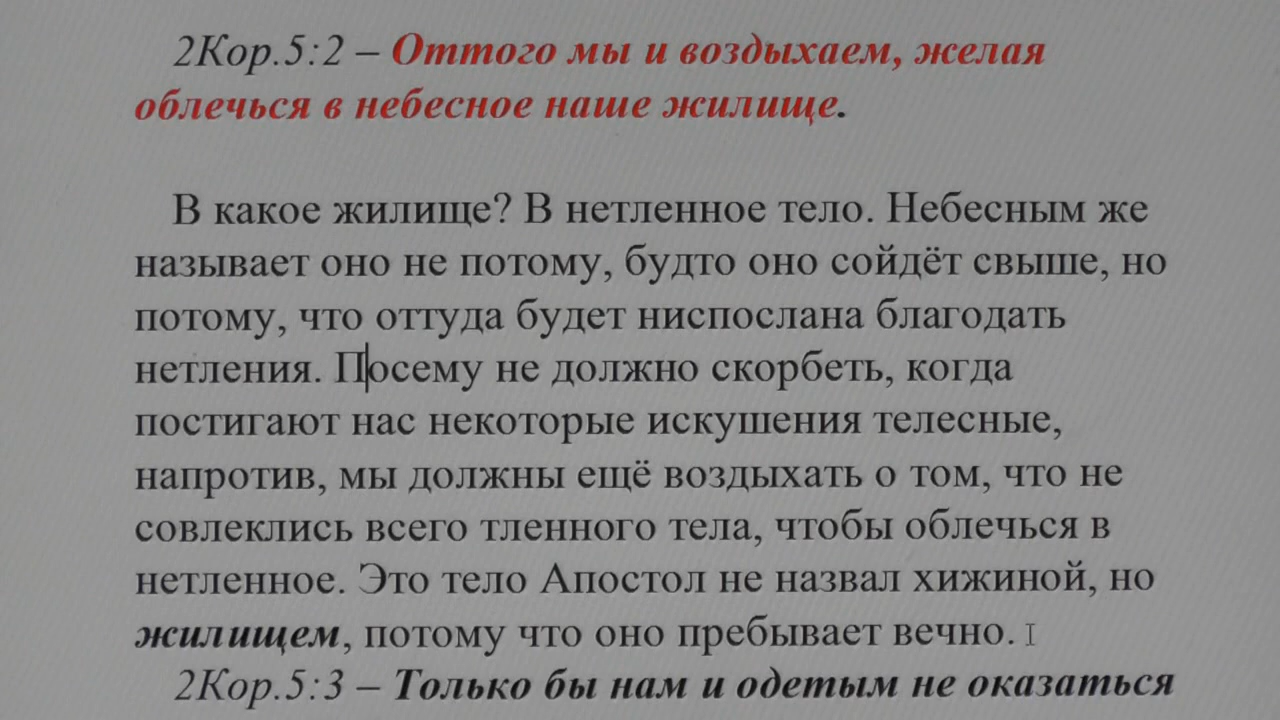 2Кор.5:2 – Оттого мы и воздыхаем, желая
облечься в небесное наше жилище.
В какое жилище? В нетленное тело. Небесным же
называет оно не потому, будто оно сойдёт свыше, но
потому, что оттуда будет ниспослана благодать
нетления. Посему не должно скорбеть, когда
постигают нас некоторые искушения телесные,
напротив, мы должны ещё воздыхать о том, что не
совлеклись всего тленного тела, чтобы облечься в
нетленное. Это тело Апостол не назвал хижиной, но
жилищем, потому что оно пребывает вечно.
2Кор.5:3 – Только бы нам и одетым не оказаться